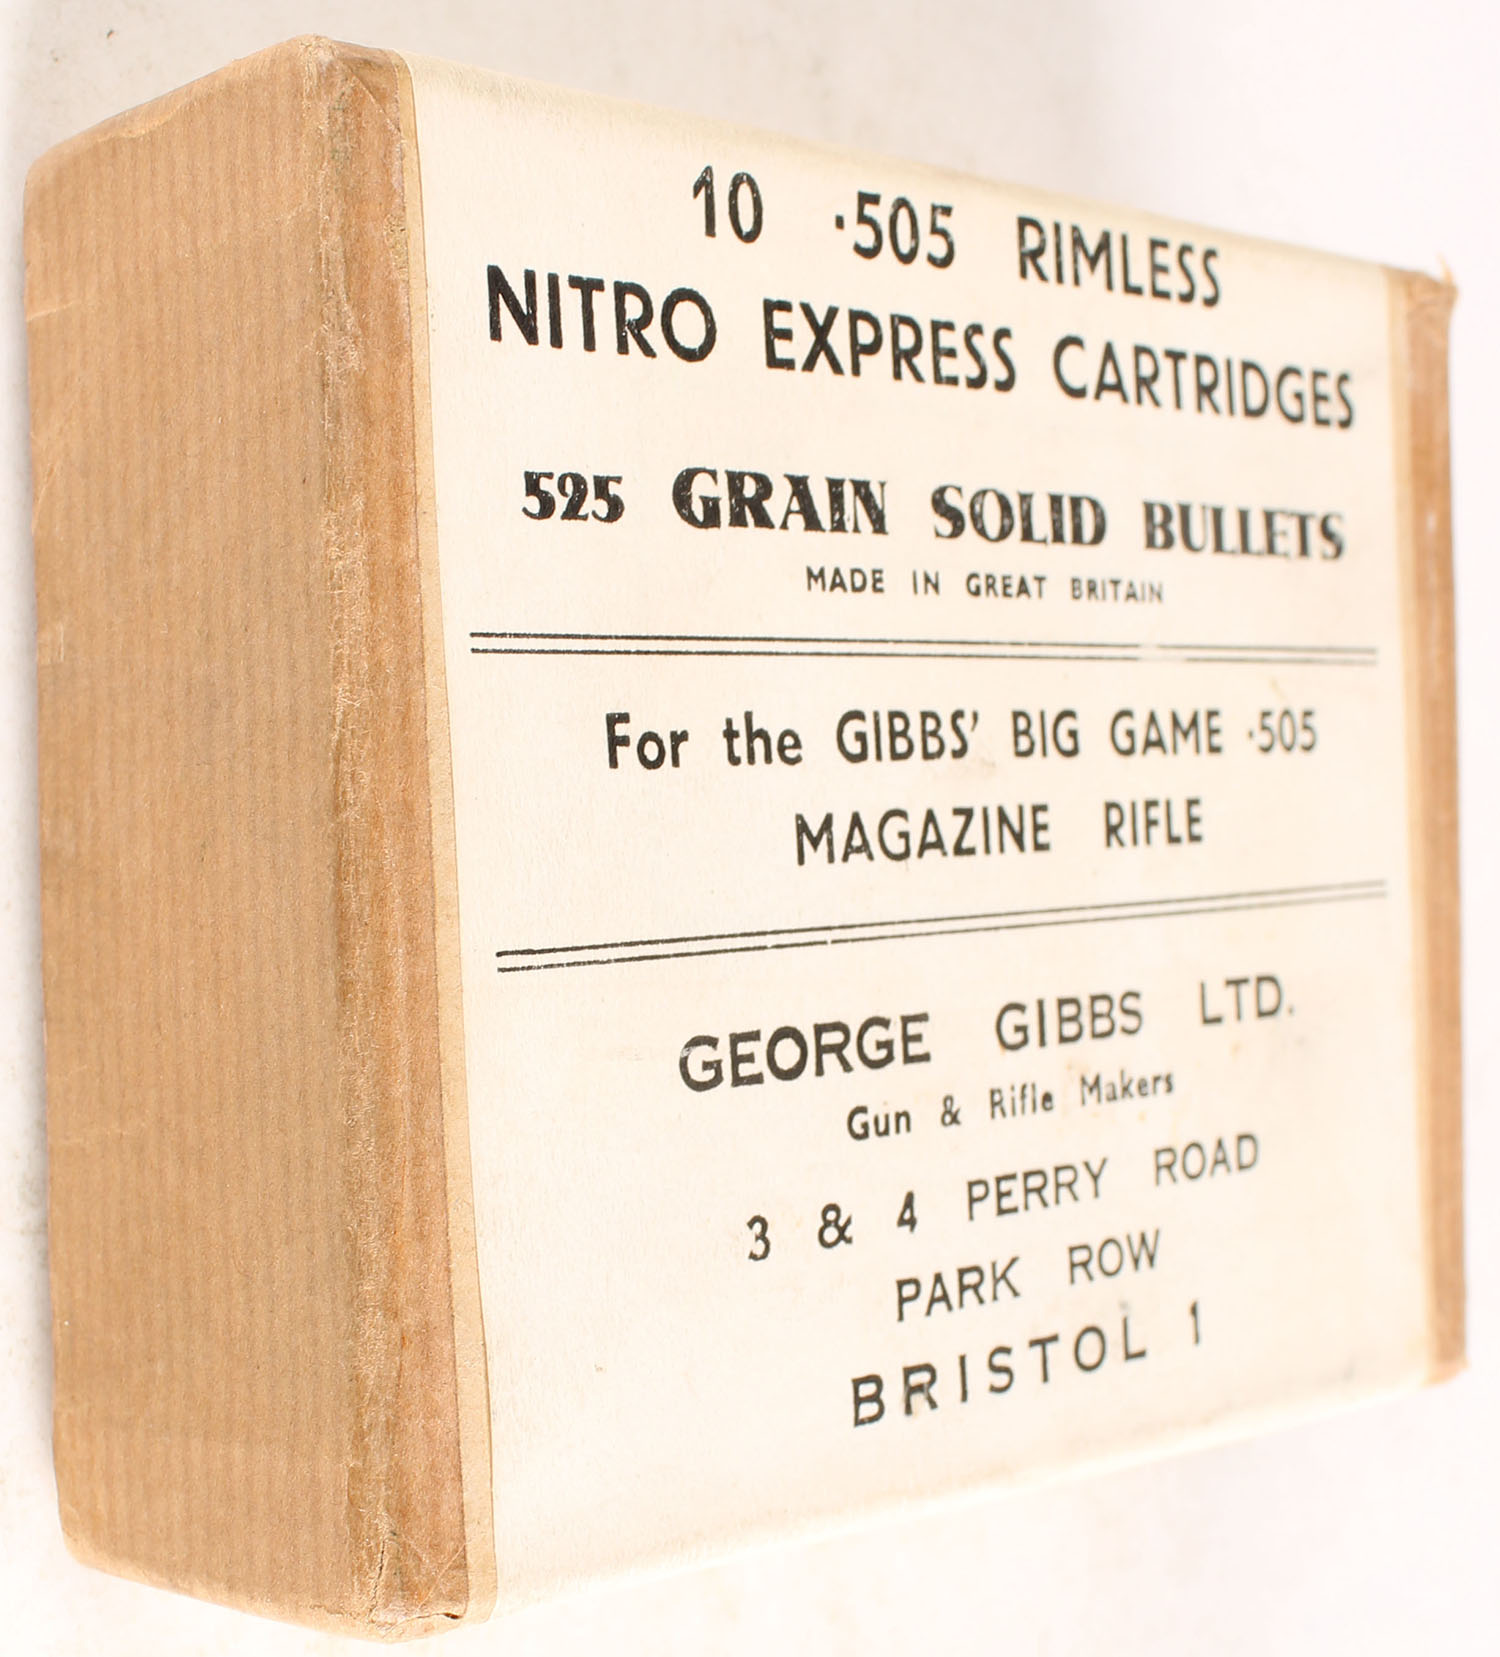 10 ·505 RIMLESS
NITRO EXPRESS CARTRIDGES
525 GRAIN SOLID BULLETS
MADE IN GREAT BRITAIN
For the GIBBS' BIG GAME ·505
MAGAZINE RIFLE
GEORGE GIBBS LTD.
Gun & Rifle Makers
3 & 4 PERRY ROAD
PARK ROW
BRISTOL 1